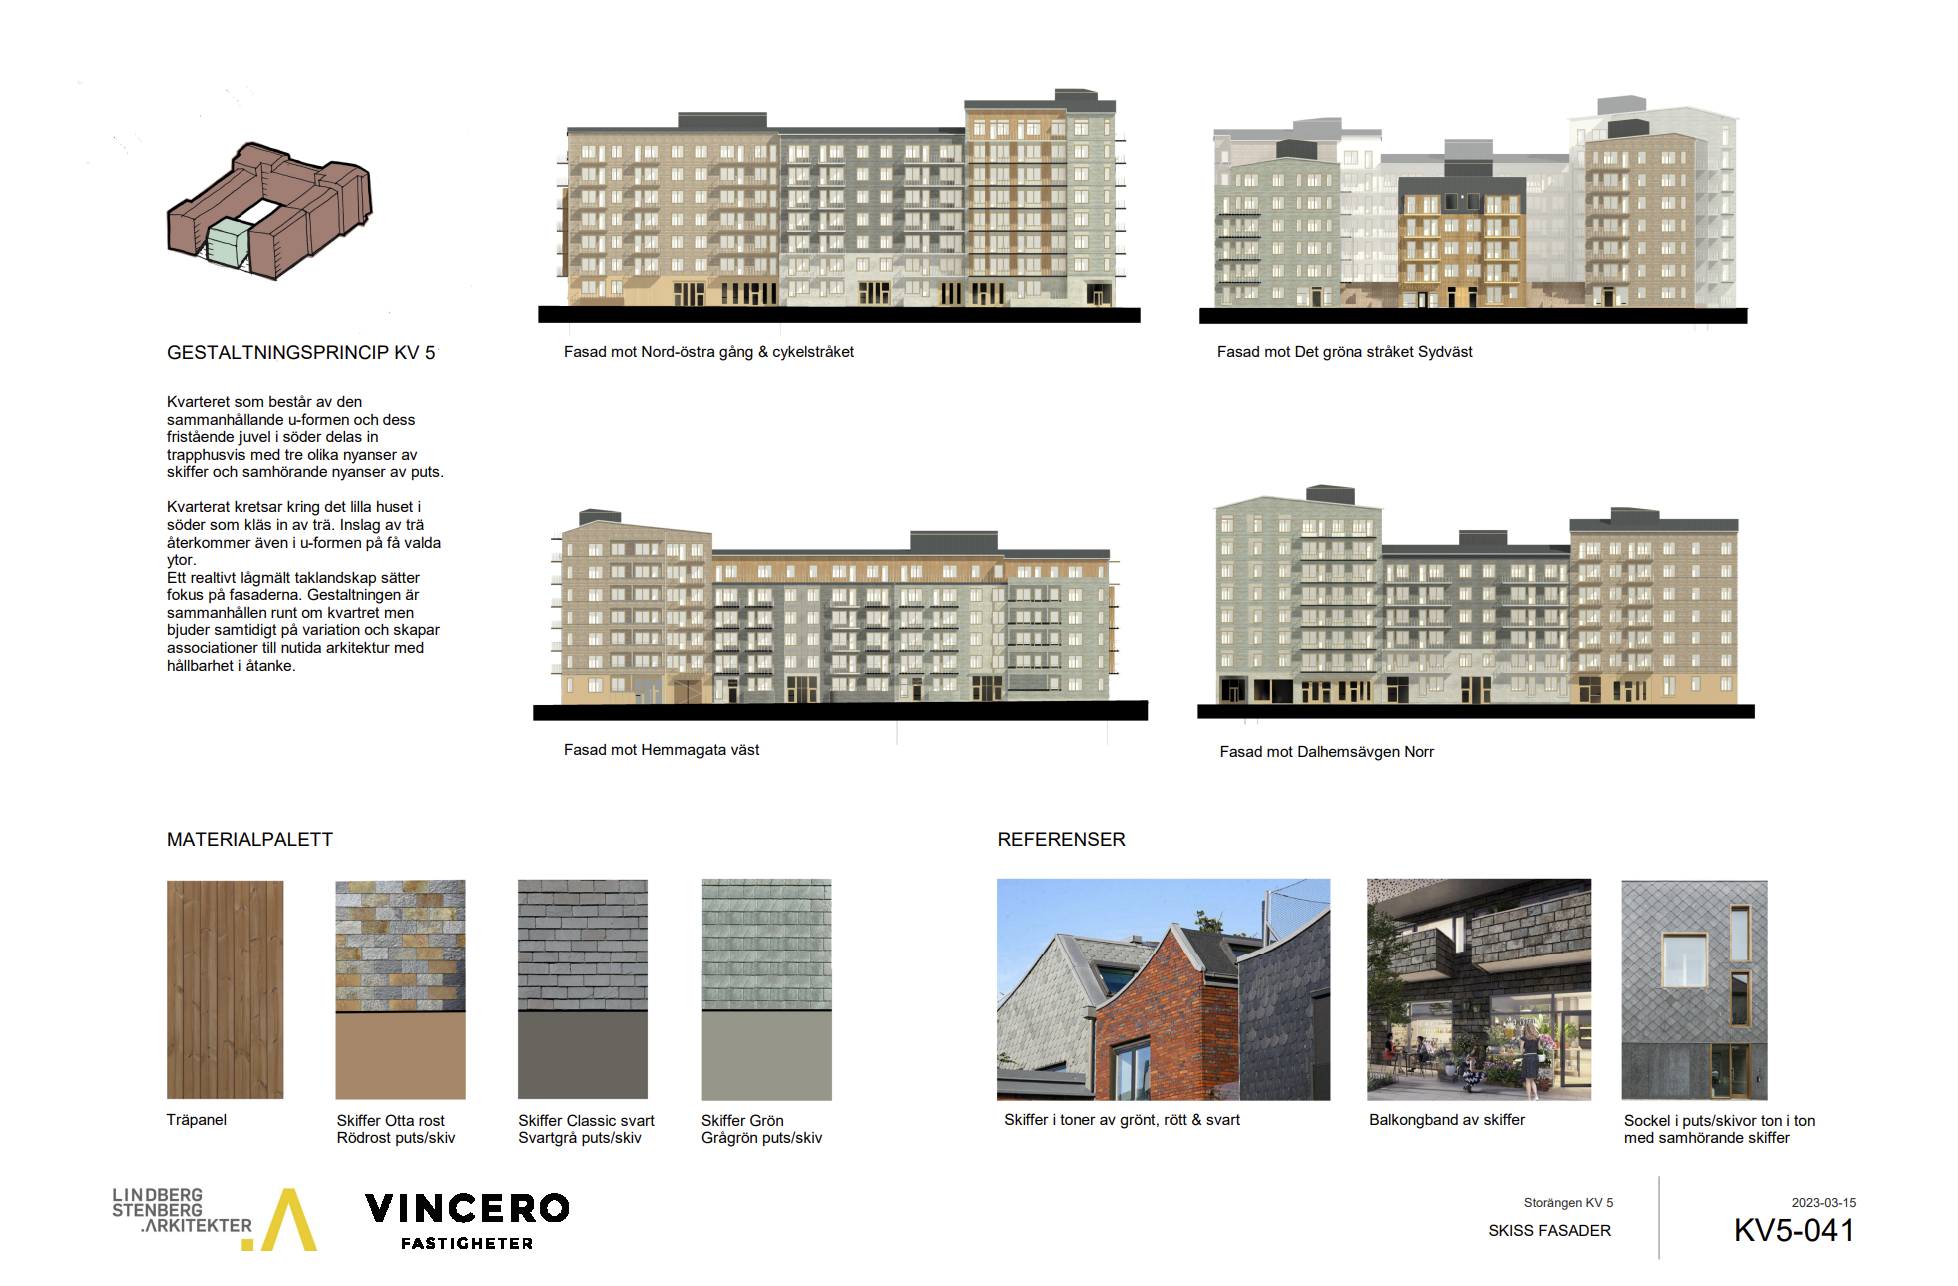 GESTALTNINGSPRINCIP KV 5
Kvarteret som består av den
sammanhållande u-formen och dess
fristående juvel i söder delas in
trapphusvis med tre olika nyanser av
skiffer och samhörande nyanser av puts.
Kvarterat kretsar kring det lilla huset i
söder som kläs in av trä. Inslag av trä
återkommer även i u-formen på få valda
ytor.
Ett realtivt lågmält taklandskap sätter
fokus på fasaderna. Gestaltningen är
sammanhållen runt om kvartret men
bjuder samtidigt på variation och skapar
associationer till nutida arkitektur med
hållbarhet i åtanke.
Fasad mot Nord-östra gång & cykelstråket
Fasad mot Det gröna stråket Sydväst
Fasad mot Hemmagata väst
Fasad mot Dalhemsävgen Norr
MATERIALPALETT
Träpanel
Skiffer Otta rost
Rödrost puts/skiv
Skiffer Classic svart
Svartgrå puts/skiv
Skiffer Grön
Grågrön puts/skiv
REFERENSER
Skiffer i toner av grönt, rött & svart
Balkongband av skiffer
Sockel i puts/skivor ton i ton
med samhörande skiffer
LINDBERG
STENBERG
.ARKITEKTER
VINCERO
FASTIGHETER
Storängen KV 5
SKISS FASADER
2023-03-15
KV5-041